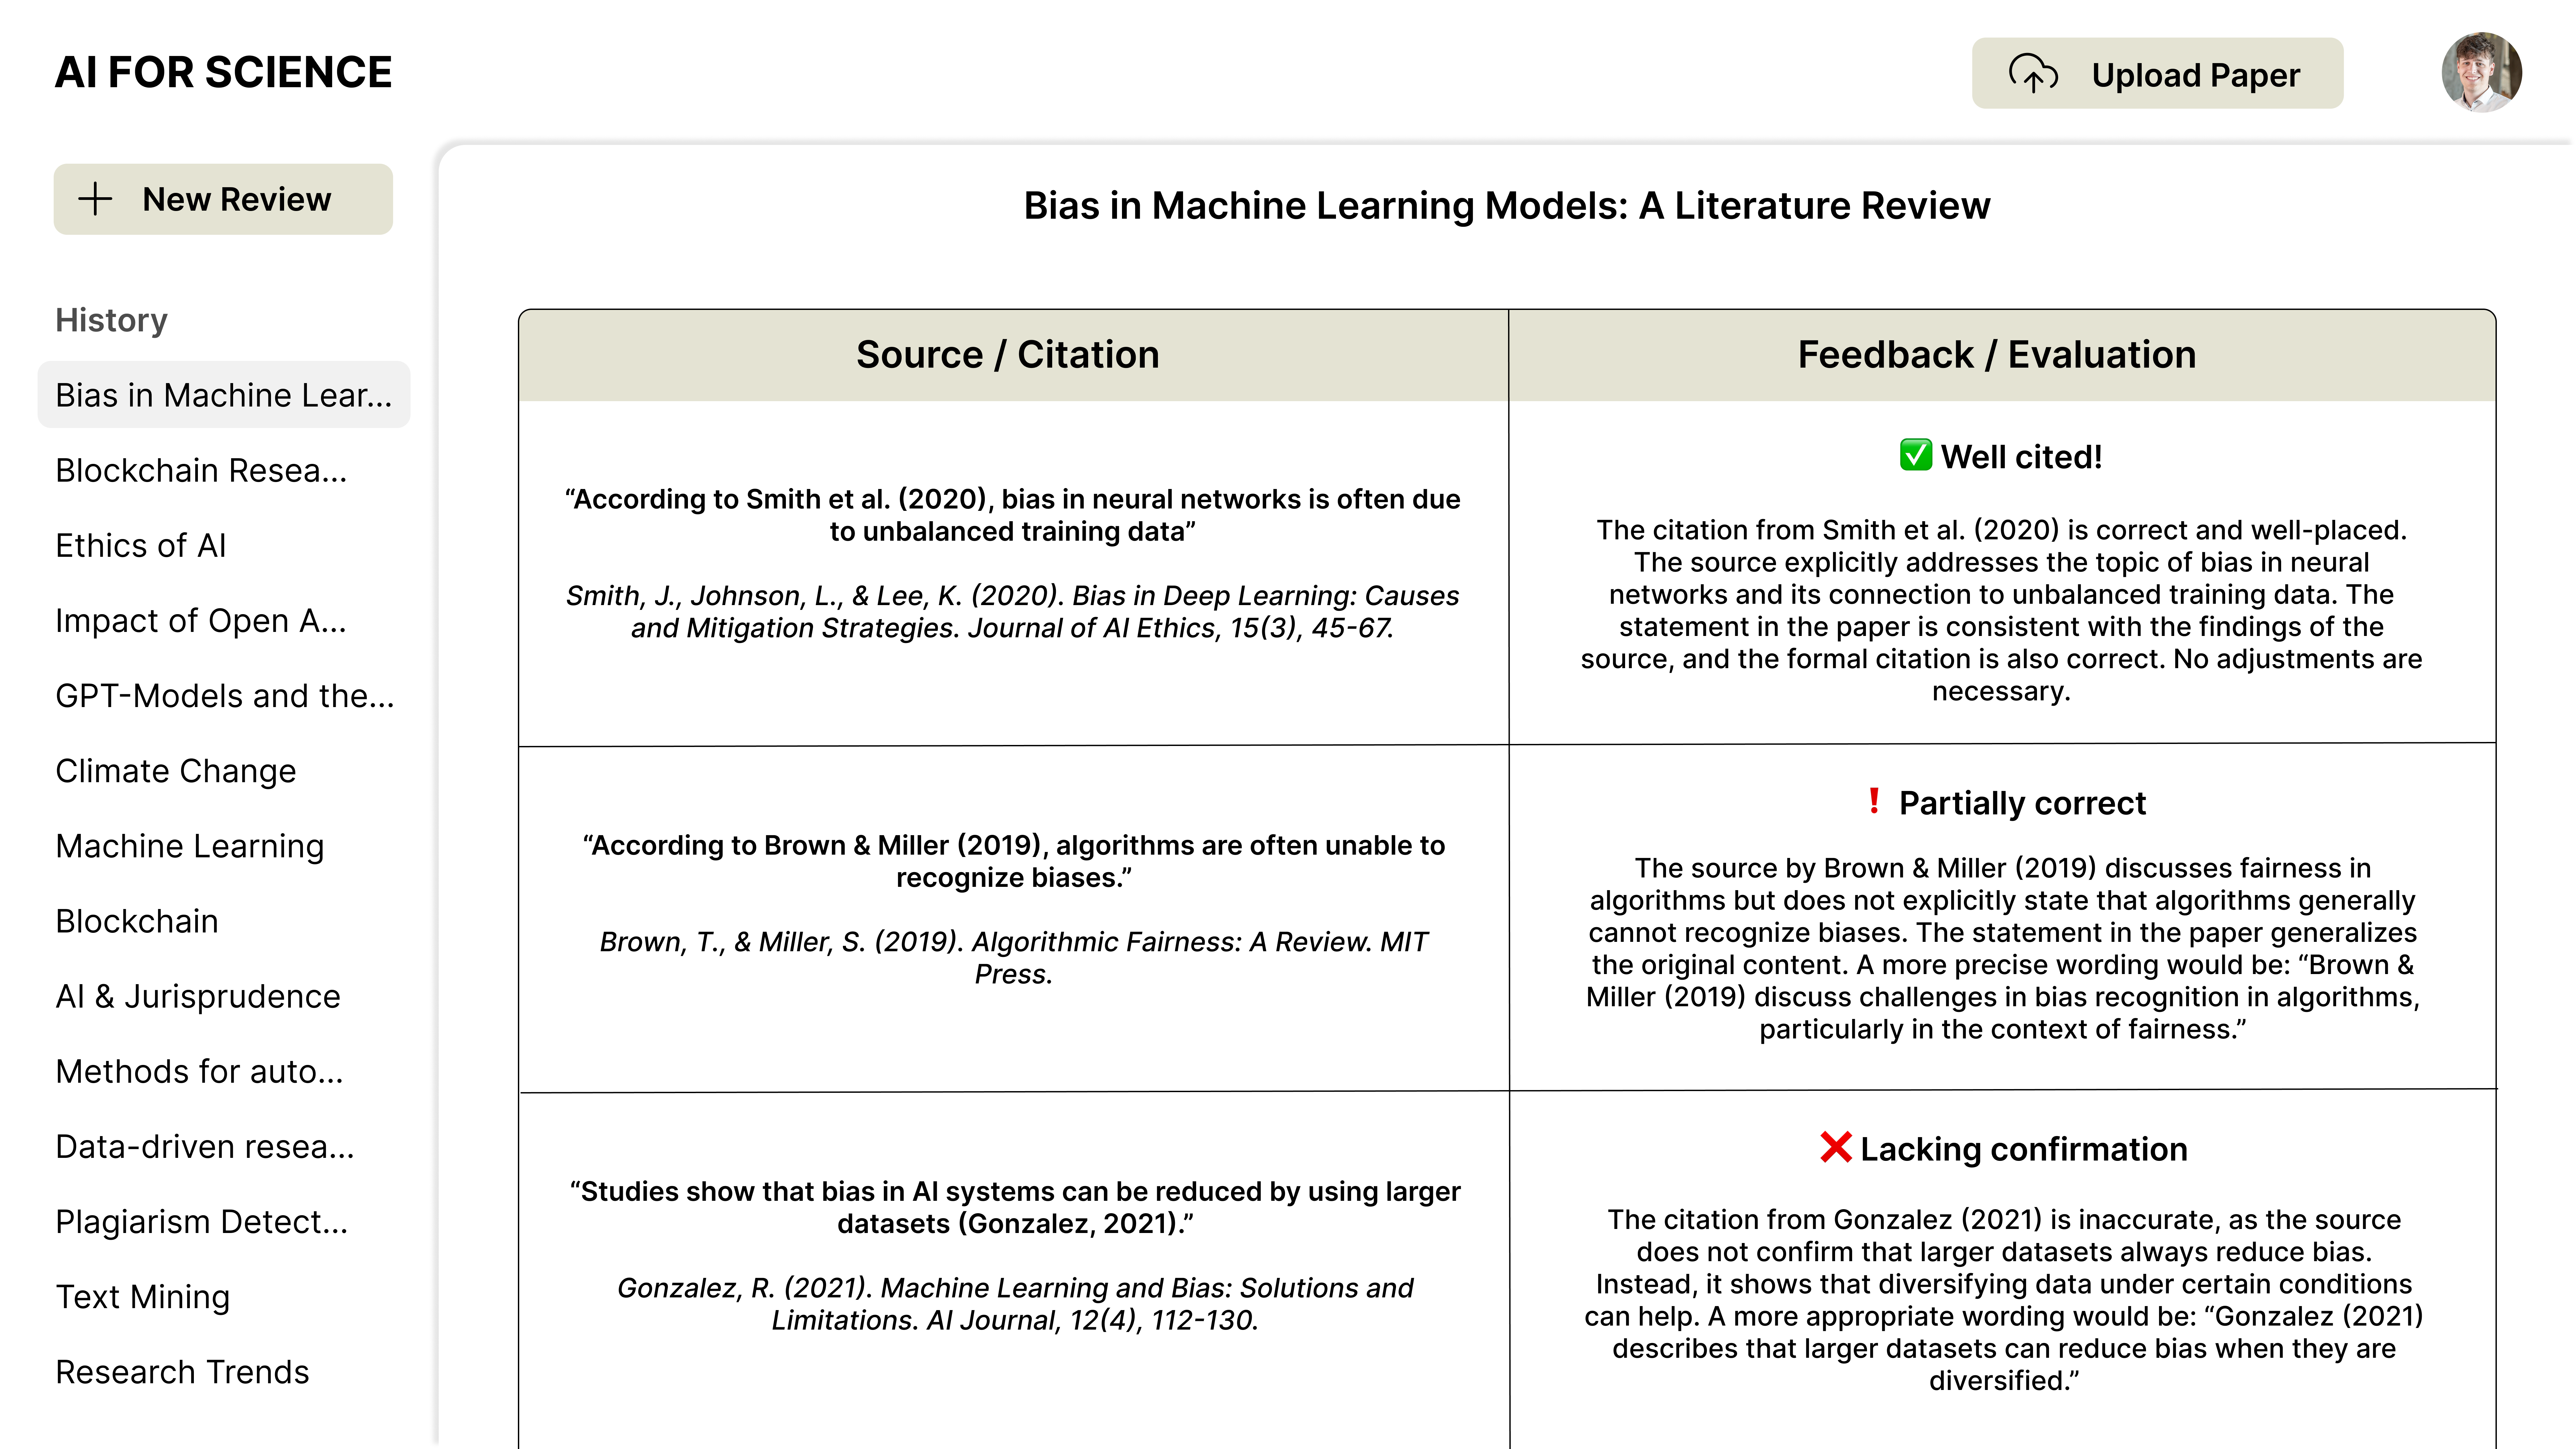 AI FOR SCIENCE
Upload Paper
New Review
History
Bias in Machine Lear...
Blockchain Resea...
Ethics of AI
Impact of Open A...
GPT-Models and the...
Climate Change
Machine Learning
Blockchain
AI & Jurisprudence
Methods for auto...
Data-driven resea...
Plagiarism Detect...
Text Mining
Research Trends
Bias in Machine Learning Models: A Literature Review
Source / Citation
Feedback / Evaluation
“According to Smith et al. (2020), bias in neural networks is often due
to unbalanced training data”
Smith, J., Johnson, L., & Lee, K. (2020). Bias in Deep Learning: Causes
and Mitigation Strategies. Journal of AI Ethics, 15(3), 45-67.
✅ Well cited!
The citation from Smith et al. (2020) is correct and well-placed.
The source explicitly addresses the topic of bias in neural
networks and its connection to unbalanced training data. The
statement in the paper is consistent with the findings of the
source, and the formal citation is also correct. No adjustments are
necessary.
“According to Brown & Miller (2019), algorithms are often unable to
recognize biases.”
Brown, T., & Miller, S. (2019). Algorithmic Fairness: A Review. MIT
Press.
❗ Partially correct
The source by Brown & Miller (2019) discusses fairness in
algorithms but does not explicitly state that algorithms generally
cannot recognize biases. The statement in the paper generalizes
the original content. A more precise wording would be: “Brown &
Miller (2019) discuss challenges in bias recognition in algorithms,
particularly in the context of fairness.”
“Studies show that bias in AI systems can be reduced by using larger
datasets (Gonzalez, 2021).”
Gonzalez, R. (2021). Machine Learning and Bias: Solutions and
Limitations. AI Journal, 12(4), 112-130.
❌ Lacking confirmation
The citation from Gonzalez (2021) is inaccurate, as the source
does not confirm that larger datasets always reduce bias.
Instead, it shows that diversifying data under certain conditions
can help. A more appropriate wording would be: “Gonzalez (2021)
describes that larger datasets can reduce bias when they are
diversified.”